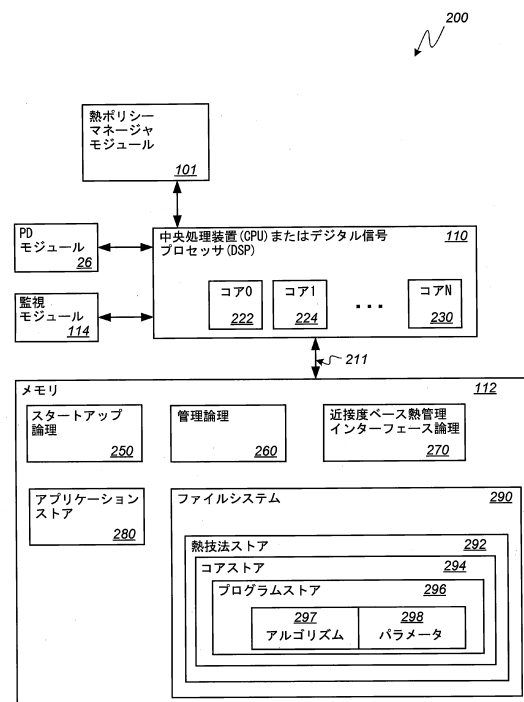 200
熱ポリシー
マネージャ
モジュール
101
PD
モジュール
26
監視
モジュール
114
中央処理装置(CPU)またはデジタル信号
プロセッサ(DSP)
110
コア0
222
コア1
224
...
コアN
230
211
メモリ
112
スタートアップ
論理
250
管理論理
260
近接度ベース熱管理
インターフェース論理
270
アプリケーション
ストア
280
ファイルシステム
290
熱技法ストア
292
コアストア
294
プログラムストア
296
297
アルゴリズム
298
パラメータ